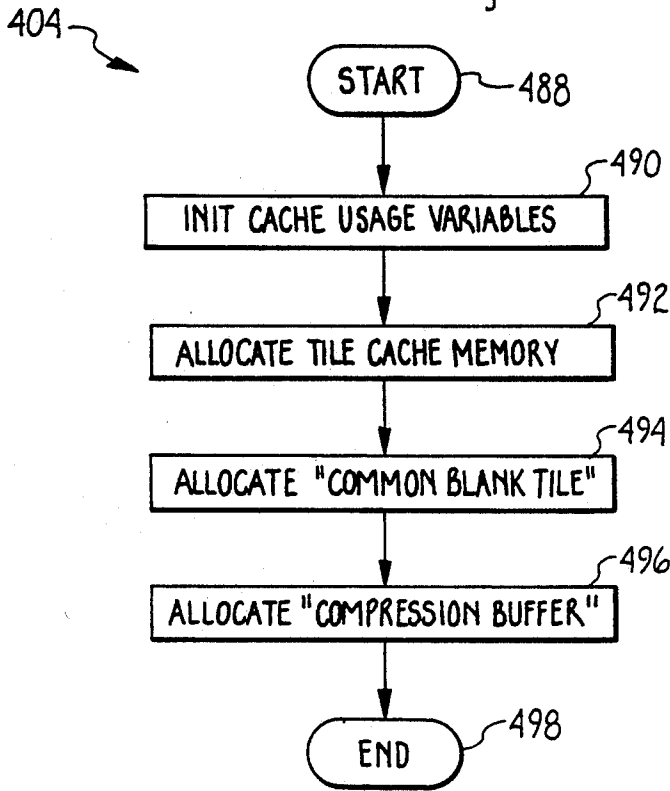 404
START
488
490
INIT CACHE USAGE VARIABLES
492
ALLOCATE TILE CACHE MEMORY
494
ALLOCATE "COMMON BLANK TILE"
496
ALLOCATE "COMPRESSION BUFFER"
END
498